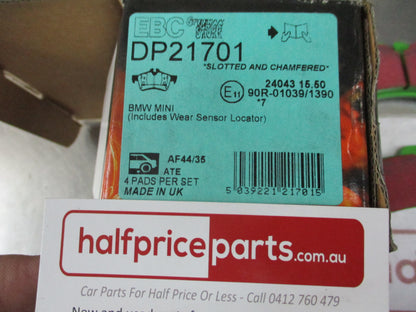 EBC
DP21701
*SLOTTED AND CHAMFERED*
24043 15.50
E11 90R-01039/1390
*7
BMW MINI
(Includes Wear Sensor Locator)
AF44/35
ATE
4 PADS PER SET
MADE IN UK
5 039221 217015
halfpriceparts.com.au
Car Parts For Half Price Or Less - Call 0412 760 479